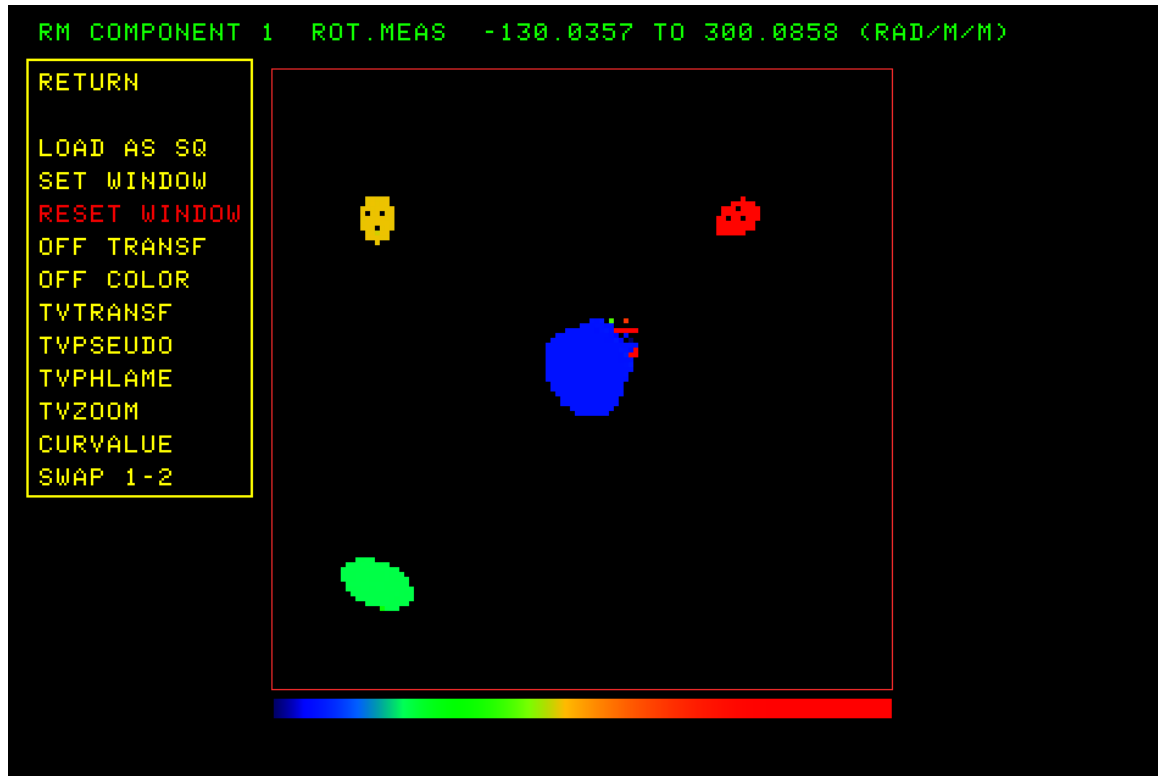 RM COMPONENT 1  ROT.MEAS  -130.0357 TO 300.0858 (RAD/M/M)
RETURN
LOAD AS SQ
SET WINDOW
RESET WINDOW
OFF TRANSF
OFF COLOR
TVTRANSF
TVPSEUDO
TVPHLAME
TVZOOM
CURVALUE
SWAP 1-2